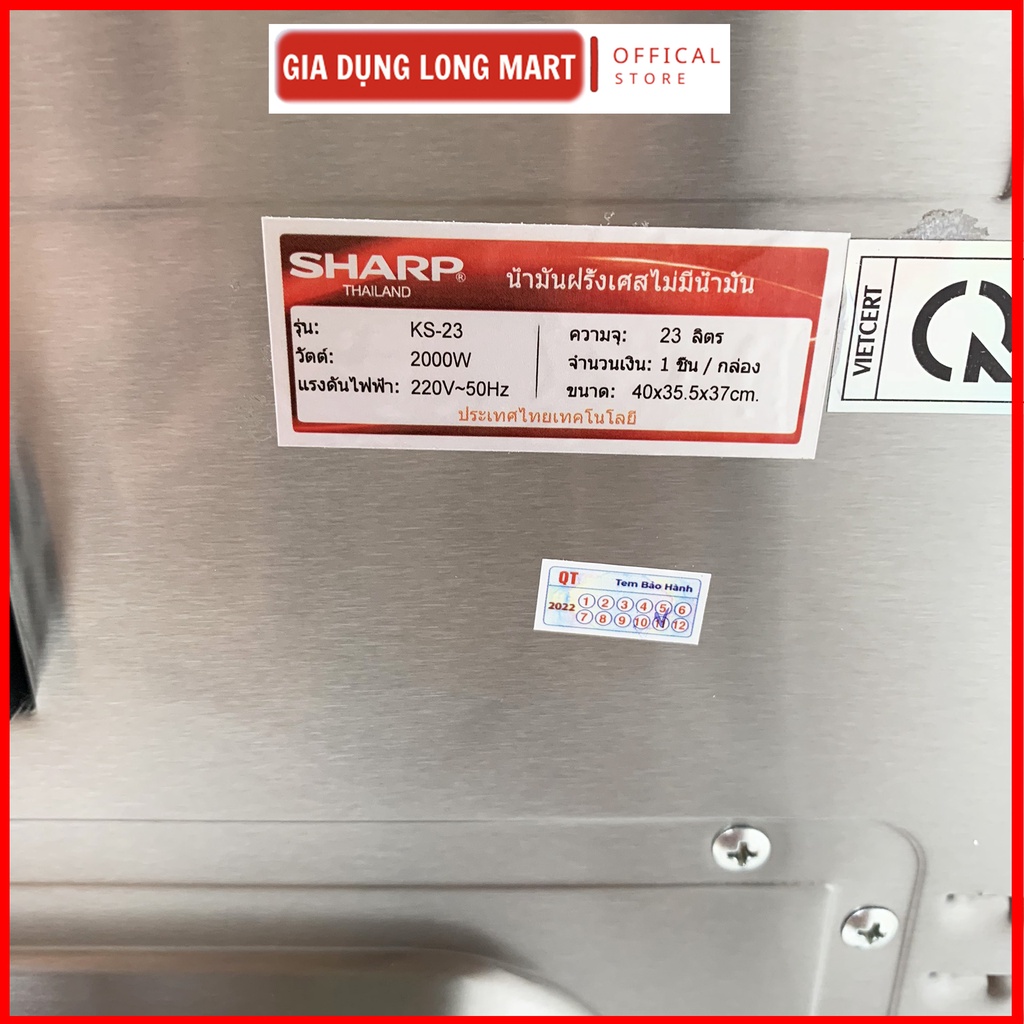 GIA DỤNG LONG MART
OFFICAL
STORE
SHARP®
THAILAND
น้ำมันฝรั่งเศสไม่มีน้ำมัน
รุ่น: KS-23
วัตต์: 2000W
แรงดันไฟฟ้า: 220V~50Hz
ความจุ: 23 ลิตร
จำนวนเงิน: 1 ชิ้น / กล่อง
ขนาด: 40x35.5x37cm.
ประเทศไทยเทคโนโลยี
VIETCERT
QT Tem Bảo Hành
2022 1 2 3 4 5 6
7 8 9 10 11 12